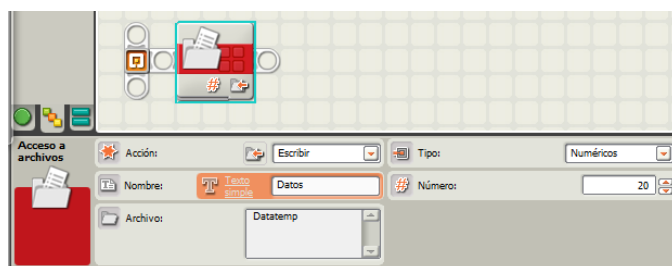 Acceso a
archivos
Acción:
Escribir
Tipo:
Numéricos
Nombre:
Texto
simple
Datos
Número:
20
Archivo:
Datatemp